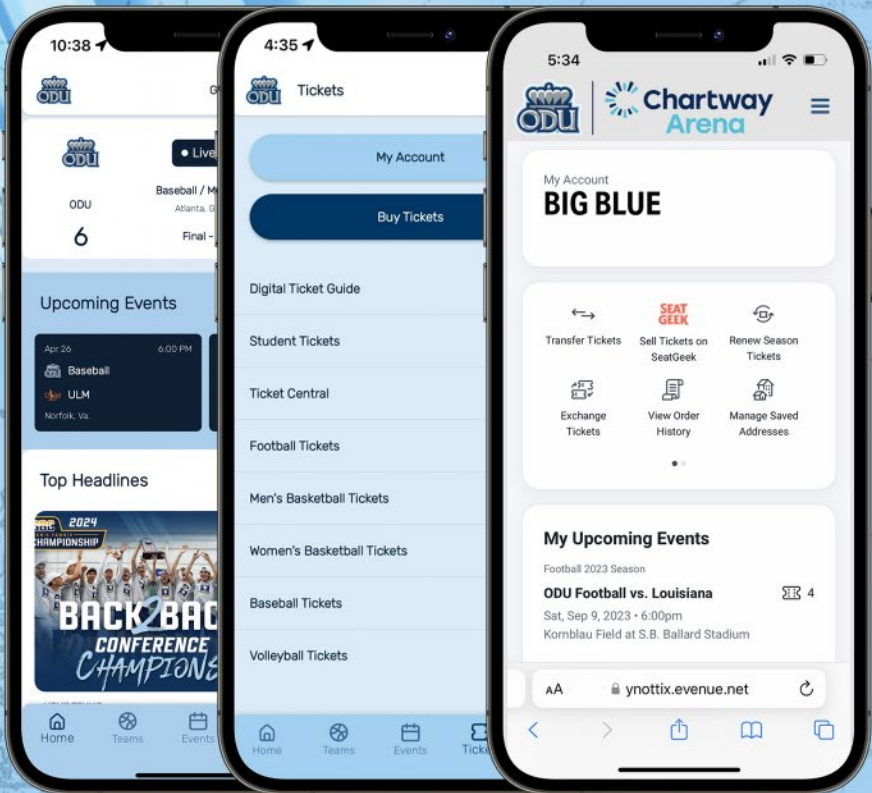 10:38
ODU
ODU
Live
ODU
6
Baseball / M
Atlanta, G
Final -
Upcoming Events
Apr 26 6:00 PM
Baseball
ULM
Norfolk, Va.
Top Headlines
2024
CHAMPIONSHIP
BACK 2 BAC
CONFERENCE
CHAMPIONS
Home Teams Events
4:35
ODU Tickets
My Account
Buy Tickets
Digital Ticket Guide
Student Tickets
Ticket Central
Football Tickets
Men's Basketball Tickets
Women's Basketball Tickets
Baseball Tickets
Volleyball Tickets
Home Teams Events Ticke
5:34
ODU Chartway
Arena
My Account
BIG BLUE
SEAT
GEEK
Transfer Tickets Sell Tickets on Renew Season
SeatGeek Tickets
Exchange View Order Manage Saved
Tickets History Addresses
My Upcoming Events
Football 2023 Season
ODU Football vs. Louisiana 4
Sat, Sep 9, 2023 • 6:00pm
Kornblau Field at S.B. Ballard Stadium
AA ynottix.evenue.net